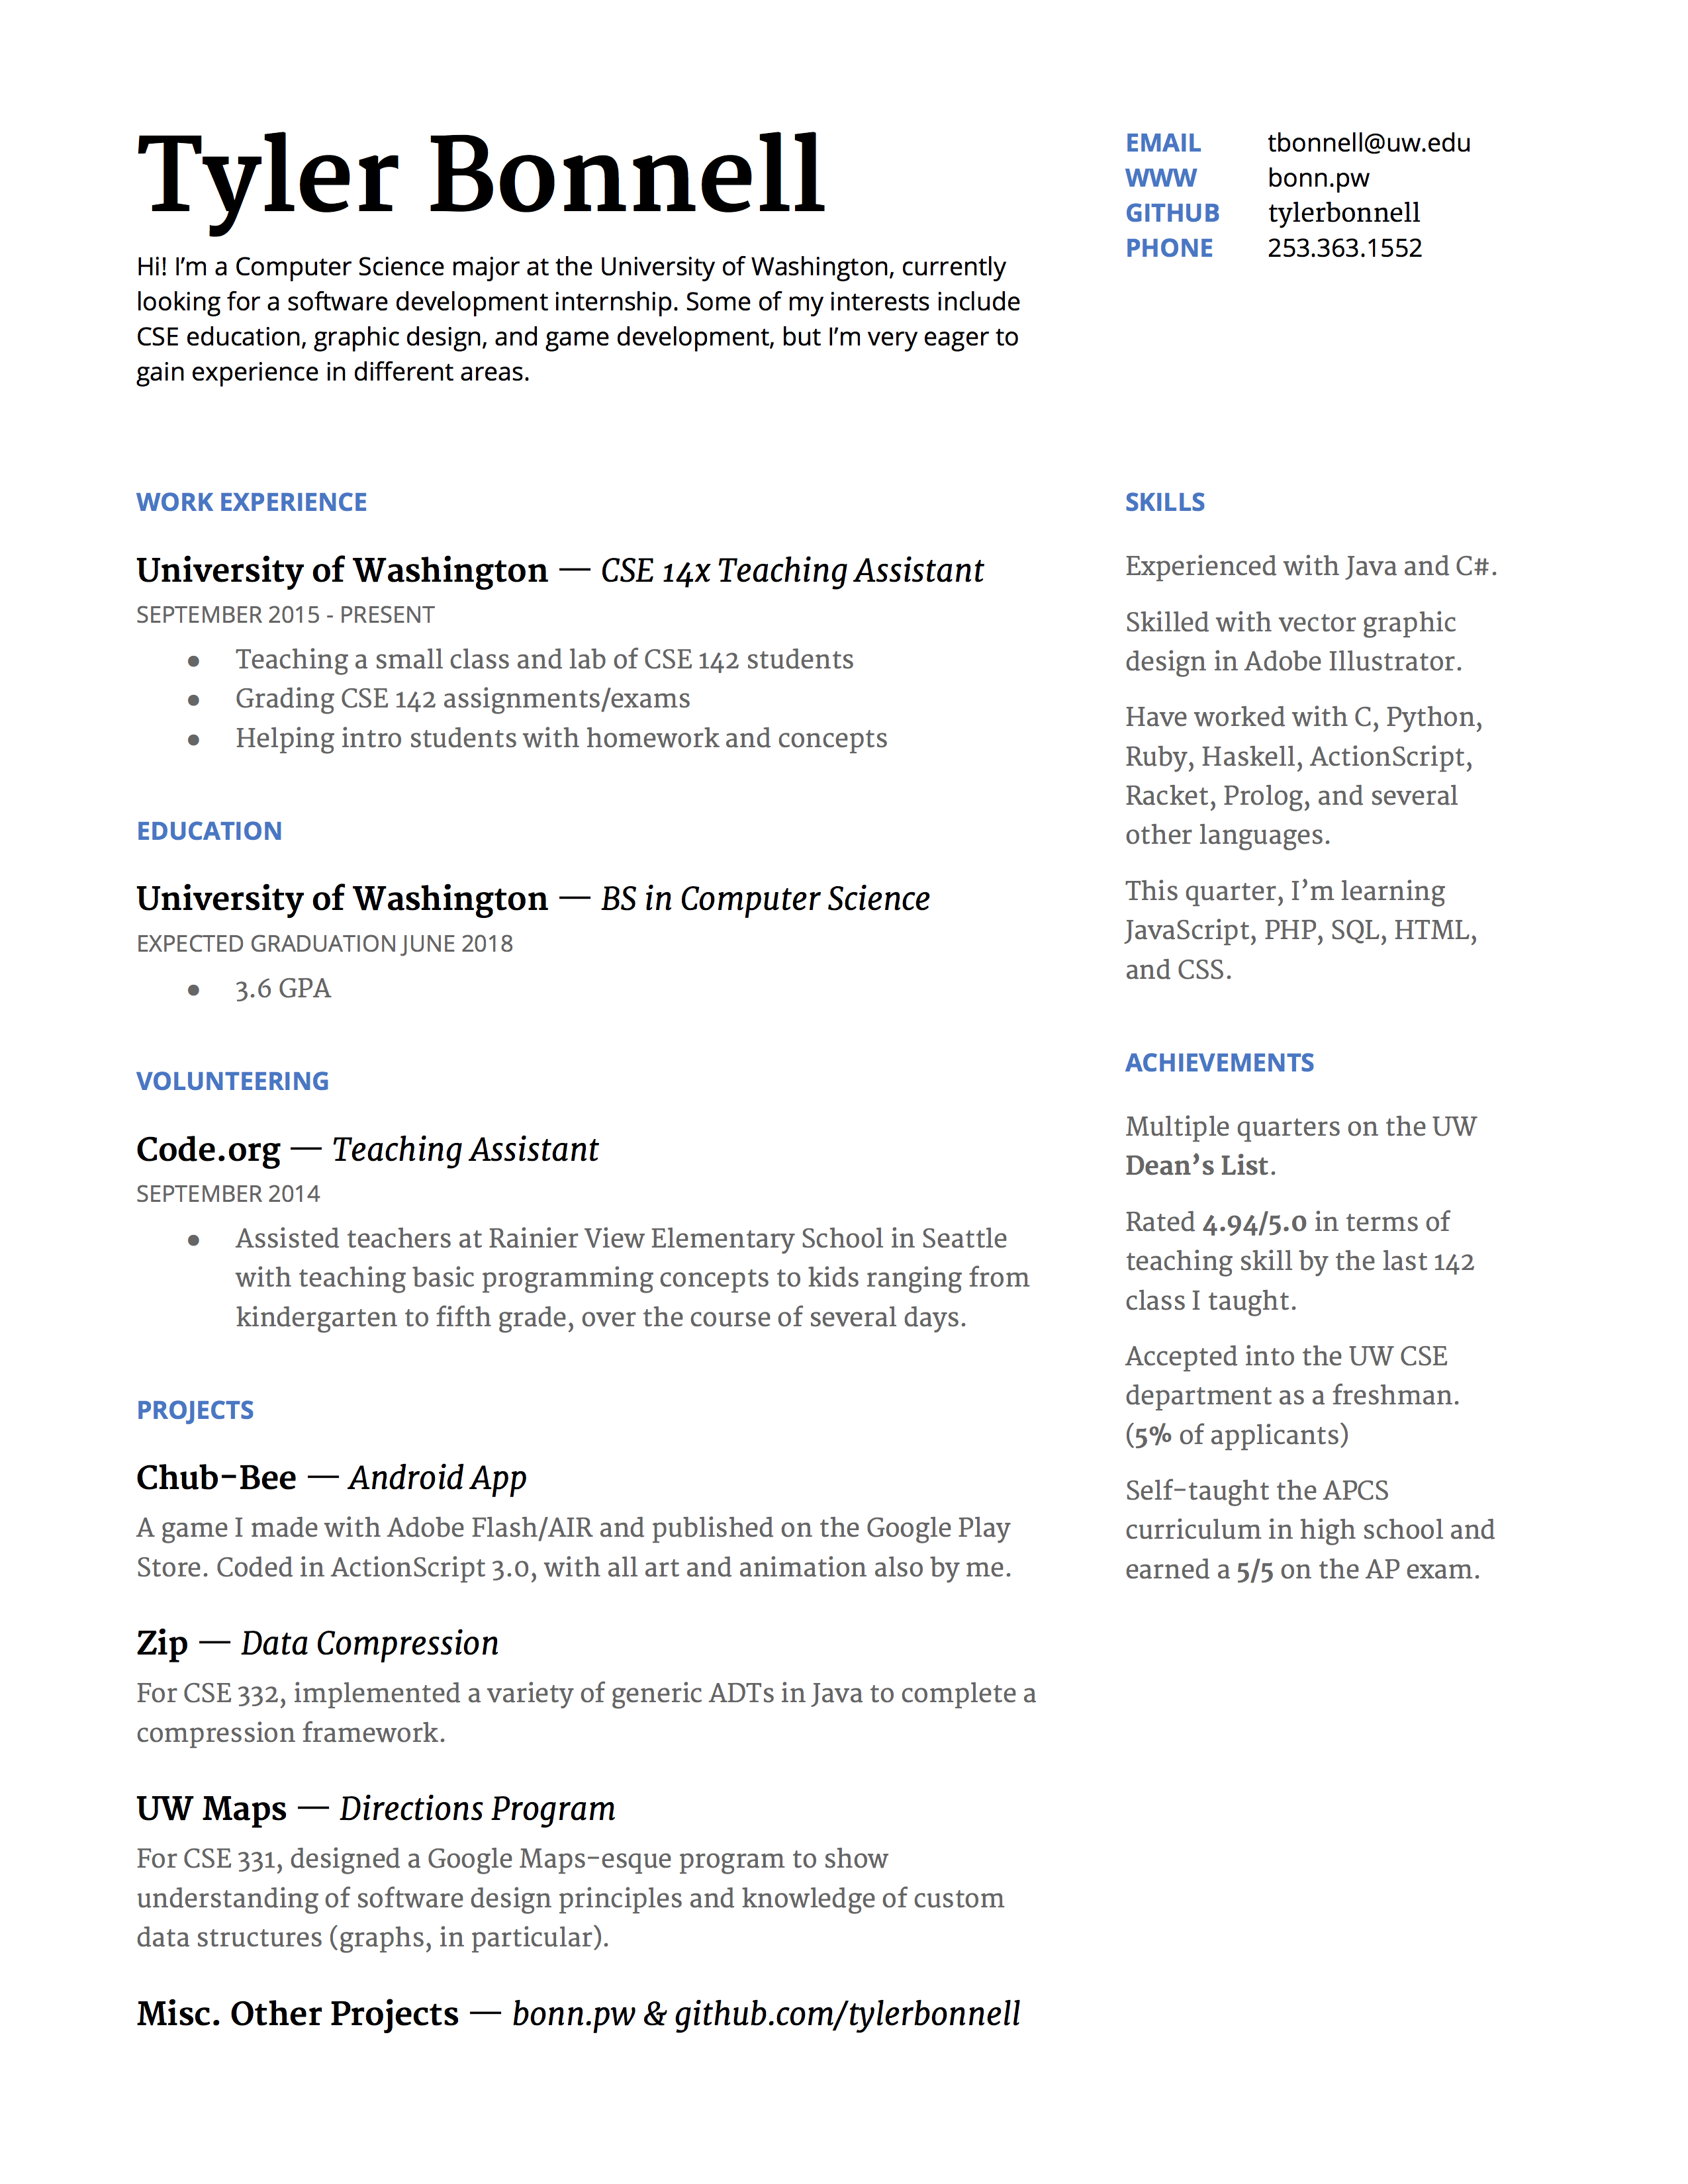 Tyler Bonnell
Hi! I’m a Computer Science major at the University of Washington, currently
looking for a software development internship. Some of my interests include
CSE education, graphic design, and game development, but I’m very eager to
gain experience in different areas.
EMAIL tbonnell@uw.edu
WWW bonn.pw
GITHUB tylerbonnell
PHONE 253.363.1552
WORK EXPERIENCE
University of Washington — CSE 14x Teaching Assistant
SEPTEMBER 2015 - PRESENT
● Teaching a small class and lab of CSE 142 students
● Grading CSE 142 assignments/exams
● Helping intro students with homework and concepts
EDUCATION
University of Washington — BS in Computer Science
EXPECTED GRADUATION JUNE 2018
● 3.6 GPA
VOLUNTEERING
Code.org — Teaching Assistant
SEPTEMBER 2014
● Assisted teachers at Rainier View Elementary School in Seattle
with teaching basic programming concepts to kids ranging from
kindergarten to fifth grade, over the course of several days.
PROJECTS
Chub-Bee — Android App
A game I made with Adobe Flash/AIR and published on the Google Play
Store. Coded in ActionScript 3.0, with all art and animation also by me.
Zip — Data Compression
For CSE 332, implemented a variety of generic ADTs in Java to complete a
compression framework.
UW Maps — Directions Program
For CSE 331, designed a Google Maps-esque program to show
understanding of software design principles and knowledge of custom
data structures (graphs, in particular).
Misc. Other Projects — bonn.pw & github.com/tylerbonnell
SKILLS
Experienced with Java and C#.
Skilled with vector graphic
design in Adobe Illustrator.
Have worked with C, Python,
Ruby, Haskell, ActionScript,
Racket, Prolog, and several
other languages.
This quarter, I’m learning
JavaScript, PHP, SQL, HTML,
and CSS.
ACHIEVEMENTS
Multiple quarters on the UW
Dean’s List.
Rated 4.94/5.0 in terms of
teaching skill by the last 142
class I taught.
Accepted into the UW CSE
department as a freshman.
(5% of applicants)
Self-taught the APCS
curriculum in high school and
earned a 5/5 on the AP exam.